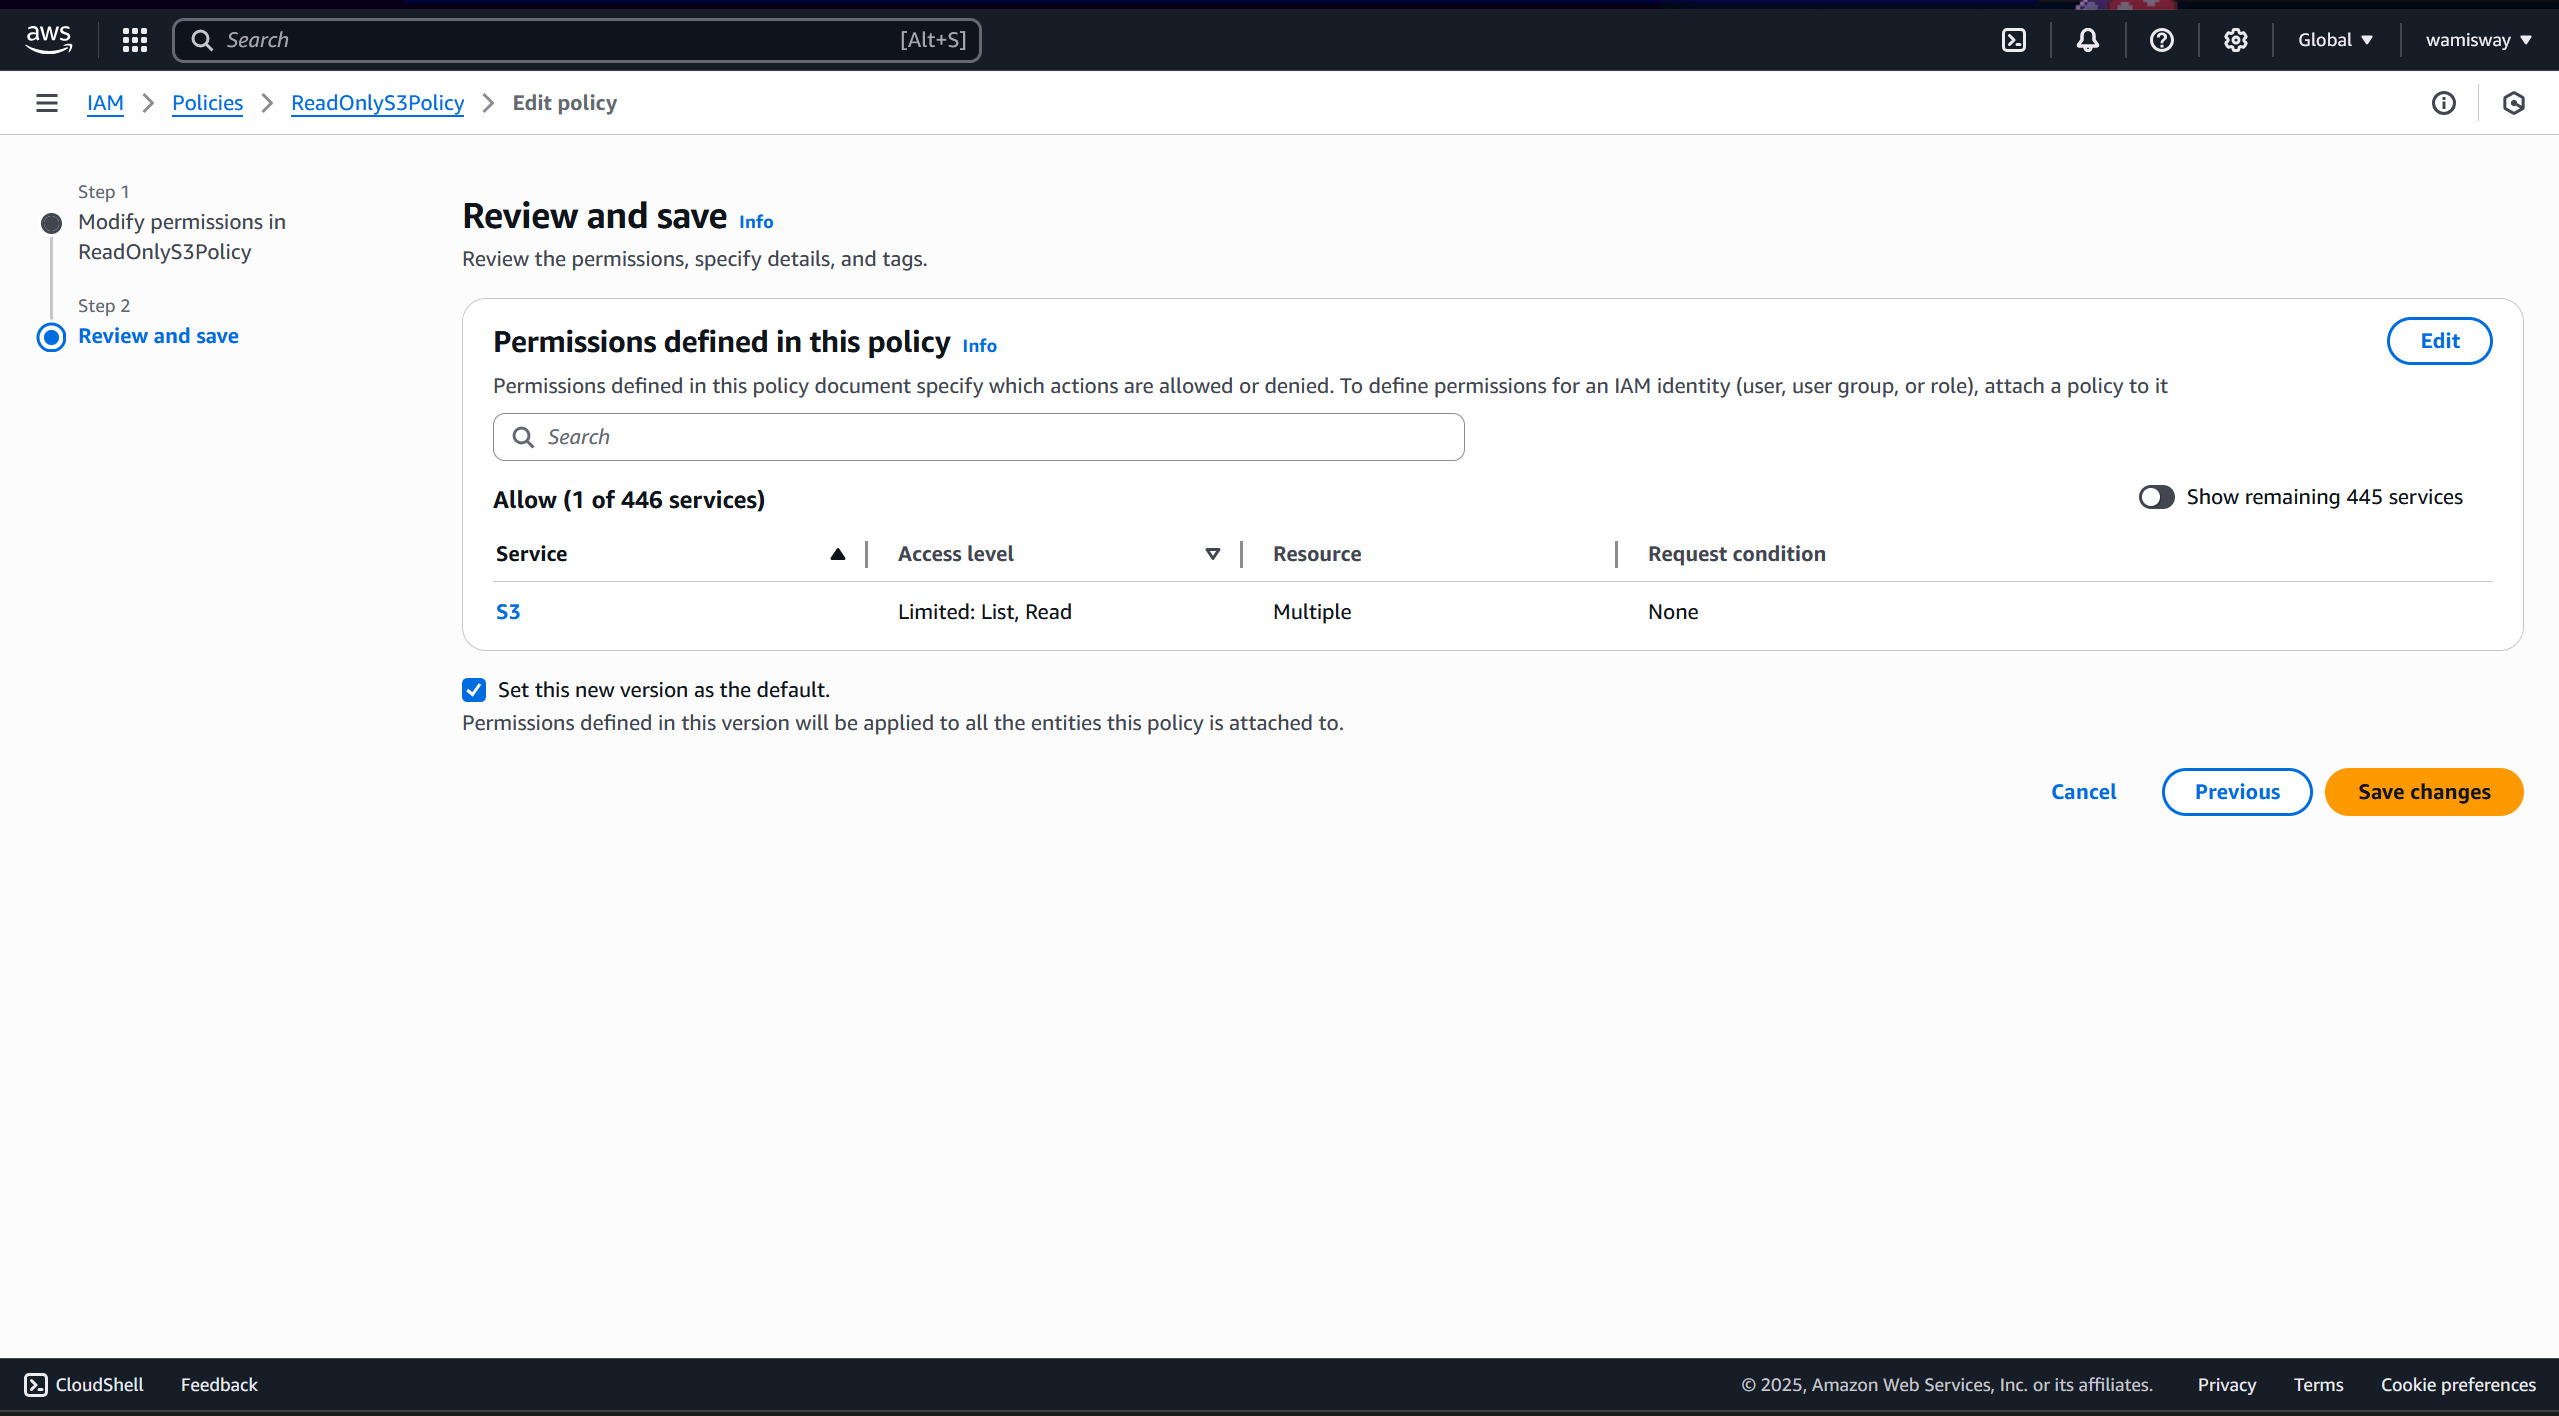 aws
Search
[Alt+S]
Global
wamisway
IAM
Policies
ReadOnlyS3Policy
Edit policy
Step 1
Modify permissions in
ReadOnlyS3Policy
Step 2
Review and save
Review and save Info
Review the permissions, specify details, and tags.
Permissions defined in this policy Info
Edit
Permissions defined in this policy document specify which actions are allowed or denied. To define permissions for an IAM identity (user, user group, or role), attach a policy to it
Search
Allow (1 of 446 services)
Show remaining 445 services
Service
Access level
Resource
Request condition
S3
Limited: List, Read
Multiple
None
Set this new version as the default.
Permissions defined in this version will be applied to all the entities this policy is attached to.
Cancel
Previous
Save changes
CloudShell
Feedback
© 2025, Amazon Web Services, Inc. or its affiliates.
Privacy
Terms
Cookie preferences